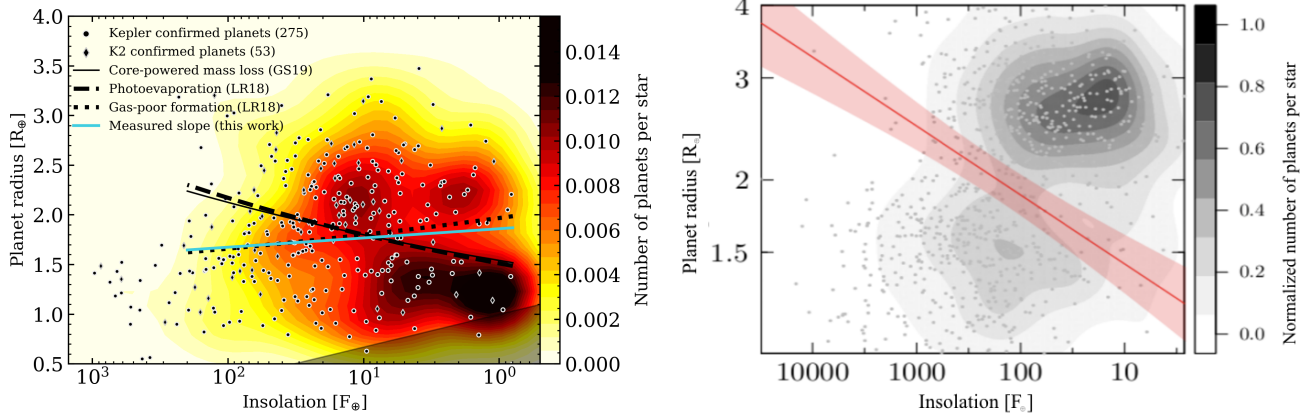 Kepler confirmed planets (275)
K2 confirmed planets (53)
Core-powered mass loss (GS19)
Photoevaporation (LR18)
Gas-poor formation (LR18)
Measured slope (this work)
4.0
3.5
3.0
2.5
2.0
1.5
1.0
0.5
Planet radius [R⊕]
10³
10²
10¹
10⁰
Insolation [F⊕]
0.014
0.012
0.010
0.008
0.006
0.004
0.002
0.000
Number of planets per star
4
3
2
1.5
Planet radius [R⊕]
10000
1000
100
10
Insolation [F⊕]
1.0
0.8
0.6
0.4
0.2
0.0
Normalized number of planets per star